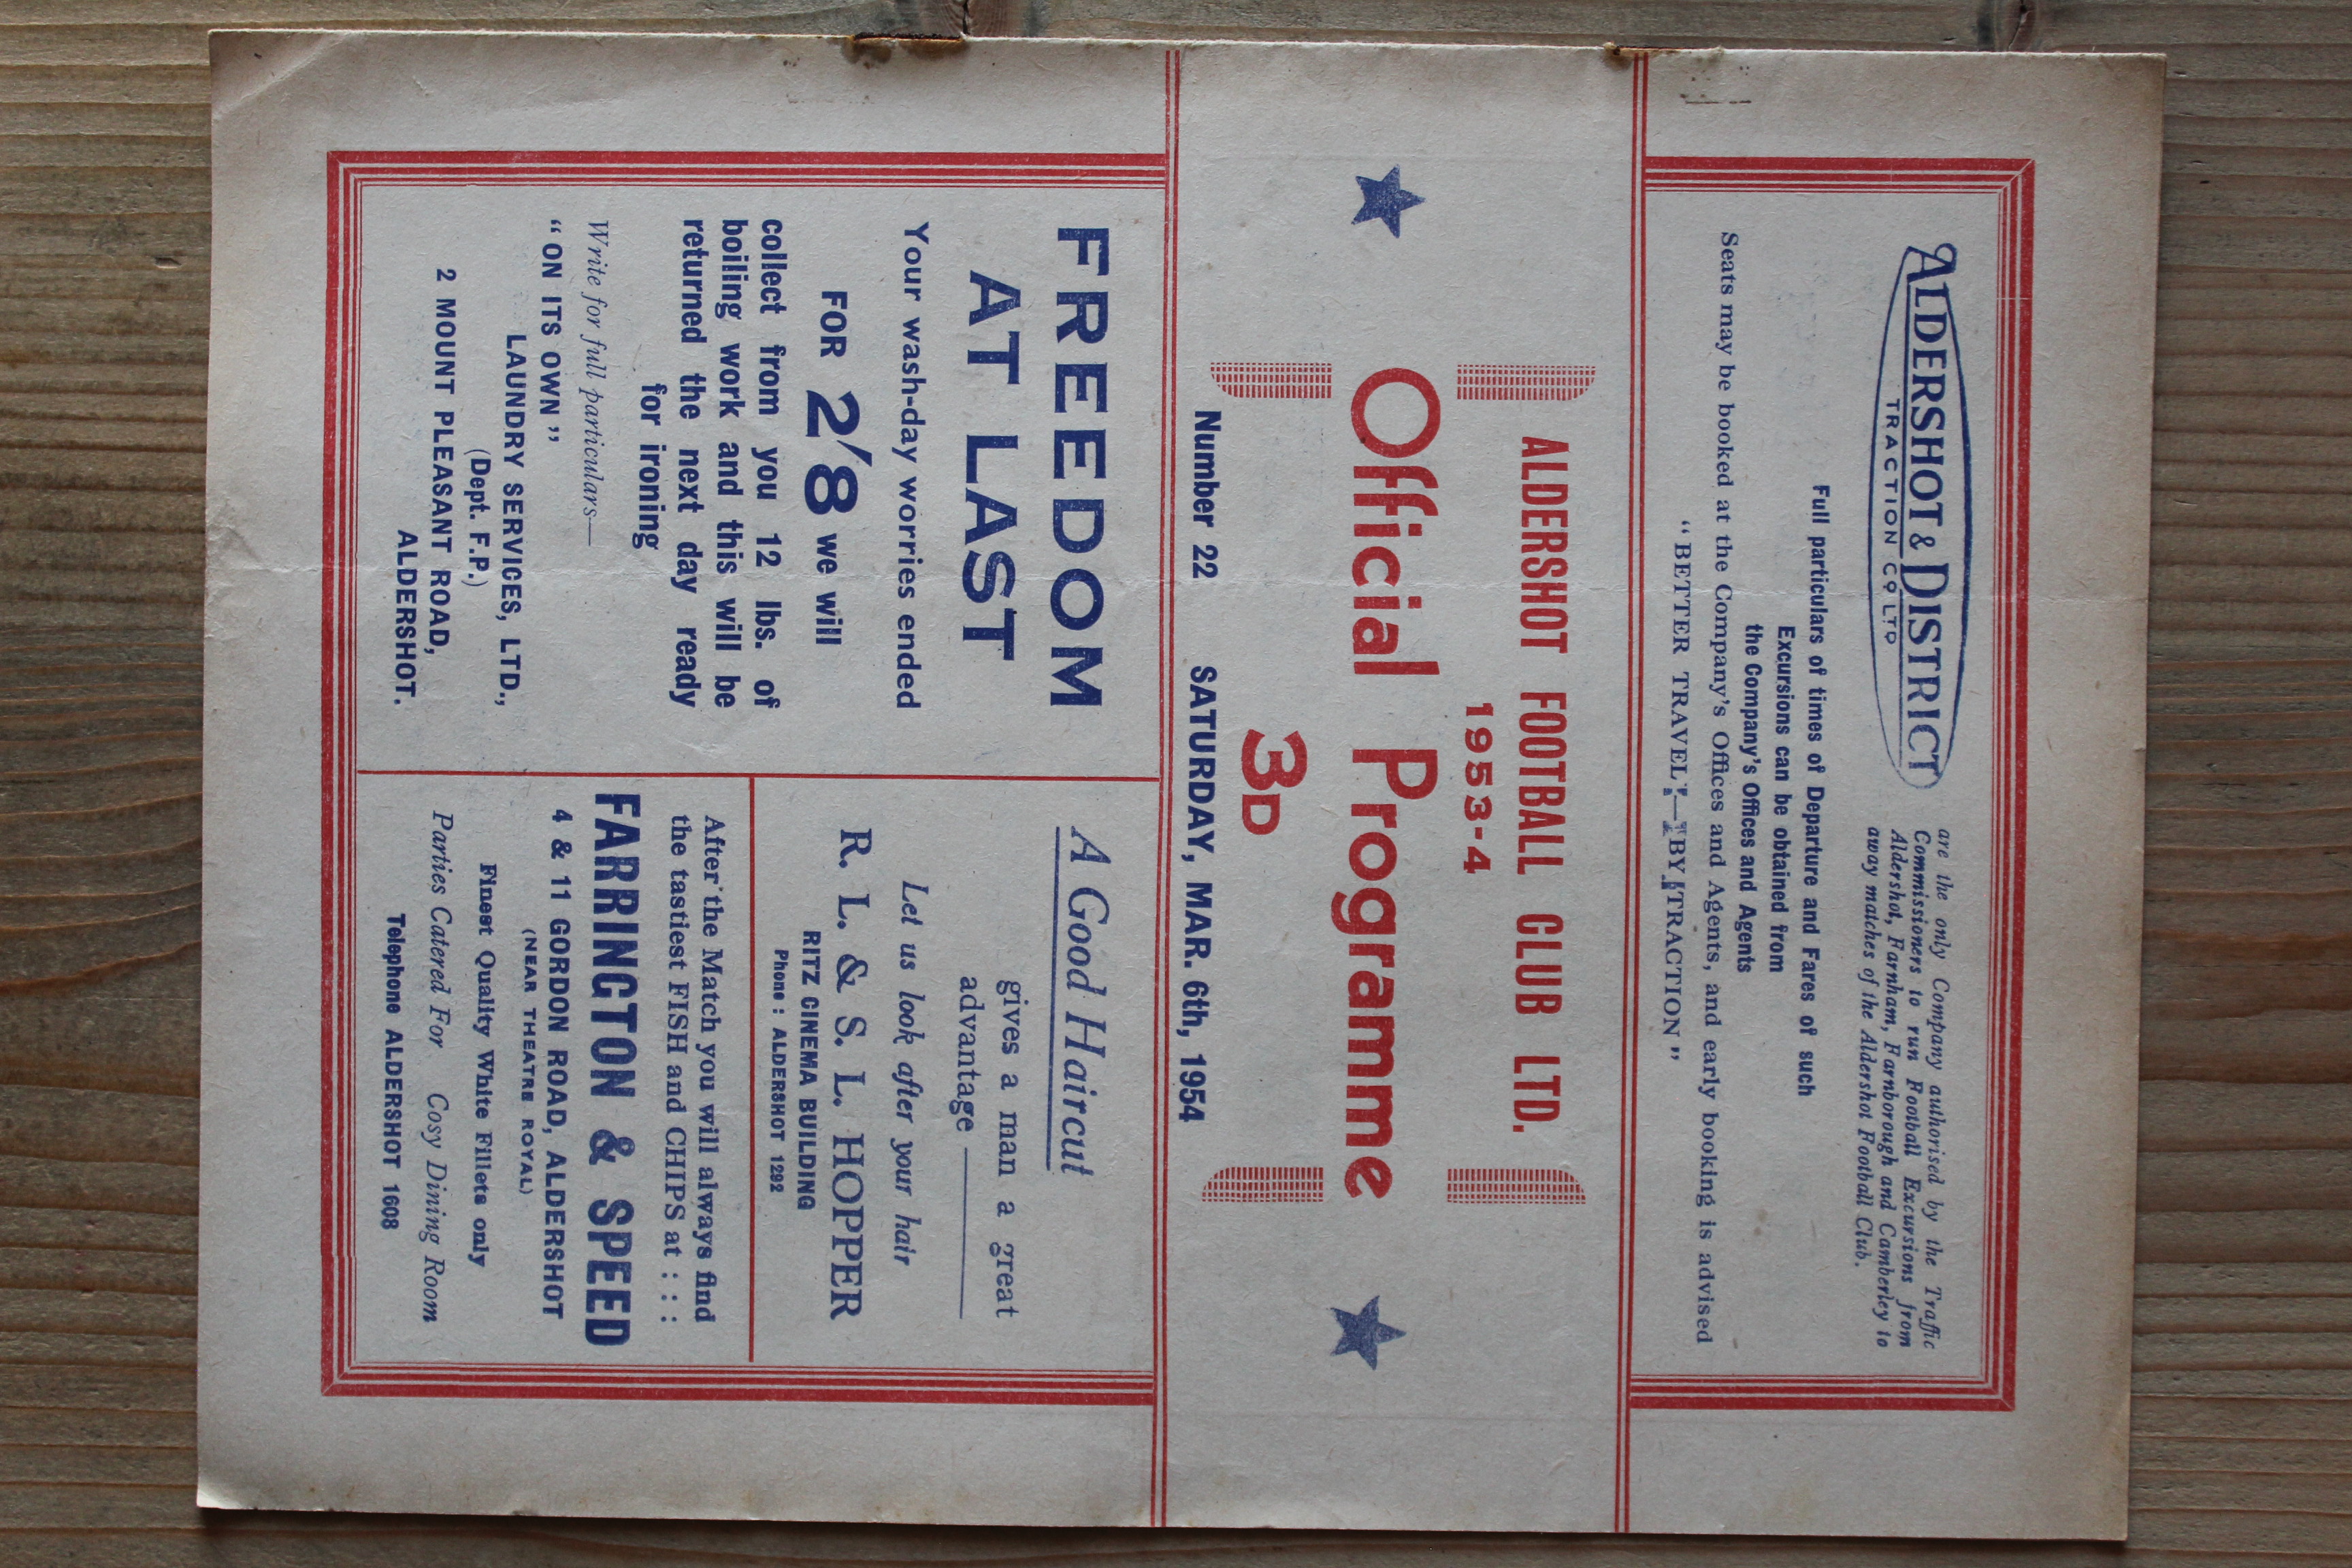 ALDERSHOT & DISTRICT
TRACTION CO LTD
are the only Company authorised by the Traffic
Commissioners to run Football Excursions from
Aldershot, Farnham, Farnborough and Camberley to
away matches of the Aldershot Football Club.
Full particulars of times of Departure and Fares of such
Excursions can be obtained from
the Company's Offices and Agents
Seats may be booked at the Company's Offices and Agents, and early booking is advised
“ BETTER TRAVEL ”—“ BY TRACTION ”
ALDERSHOT FOOTBALL CLUB LTD.
1953-4
Official Programme
3D
Number 22 SATURDAY, MAR. 6th, 1954
FREEDOM
AT LAST
Your wash-day worries ended
FOR 2/8 we will
collect from you 12 lbs. of
boiling work and this will be
returned the next day ready
for ironing
Write for full particulars—
“ ON ITS OWN ”
LAUNDRY SERVICES, LTD.,
(Dept. F.P.)
2 MOUNT PLEASANT ROAD,
ALDERSHOT.
A Good Haircut
gives a man a great
advantage
Let us look after your hair
R. L. & S. L. HOPPER
RITZ CINEMA BUILDING
Phone : ALDERSHOT 1292
After the Match you will always find
the tastiest FISH and CHIPS at : : :
FARRINGTON & SPEED
4 & 11 GORDON ROAD, ALDERSHOT
(NEAR THEATRE ROYAL)
Finest Quality White Fillets only
Parties Catered For Cosy Dining Room
Telephone ALDERSHOT 1608